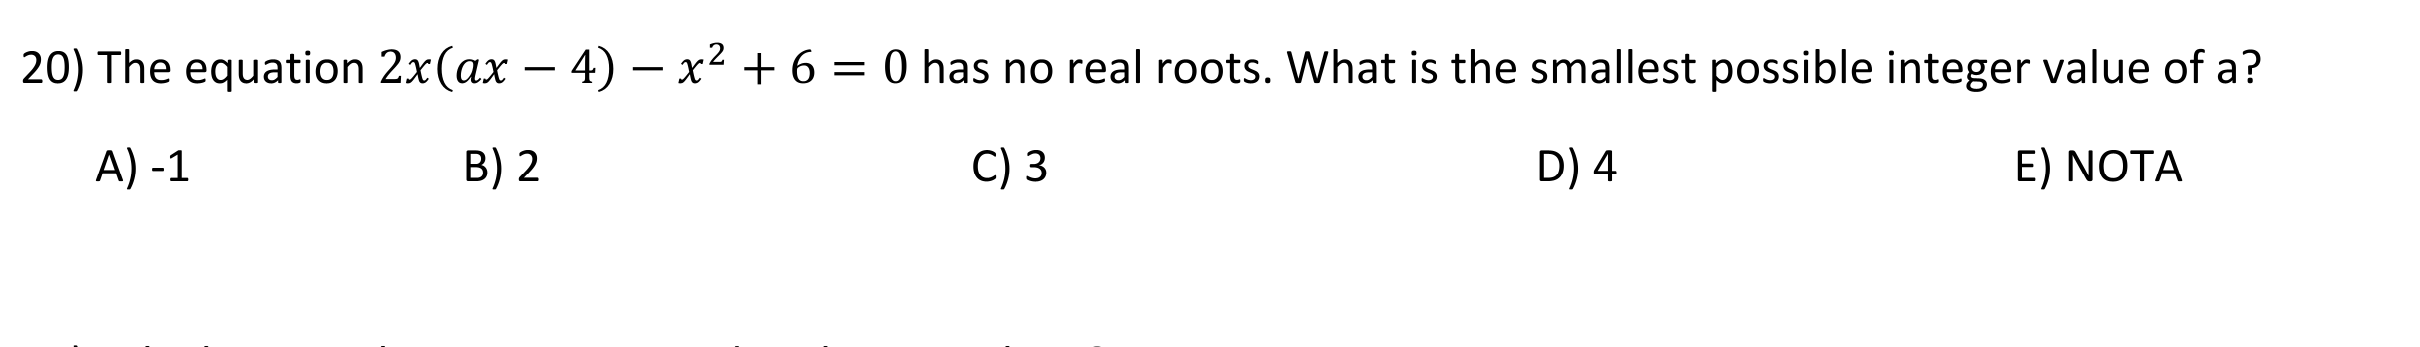 20) The equation 2x(ax − 4) − x² + 6 = 0 has no real roots. What is the smallest possible integer value of a?
A) -1 B) 2 C) 3 D) 4 E) NOTA